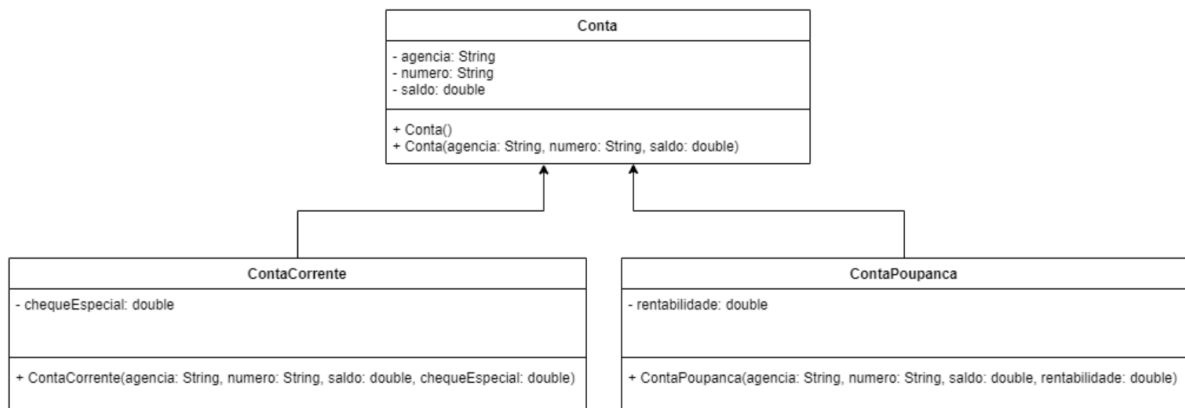 Conta
- agencia: String
- numero: String
- saldo: double
+ Conta()
+ Conta(agencia: String, numero: String, saldo: double)
ContaCorrente
- chequeEspecial: double
+ ContaCorrente(agencia: String, numero: String, saldo: double, chequeEspecial: double)
ContaPoupanca
- rentabilidade: double
+ ContaPoupanca(agencia: String, numero: String, saldo: double, rentabilidade: double)